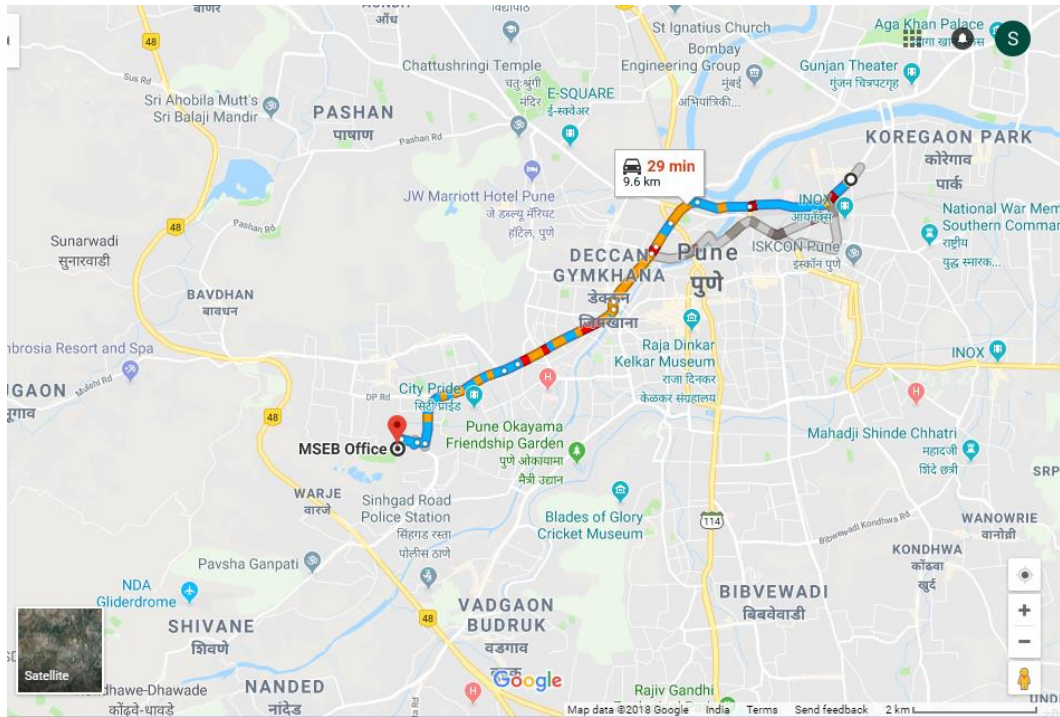 बाणेर
AUNDH
औंध
विद्यापीठ
St Ignatius Church
Aga Khan Palace
S
48
Bombay
Engineering Group
मुंबई
अभियांत्रिकी...
Gunjan Theater
गुंजन चित्रपटगृह
Chattushringi Temple
चतुःश्रृंगी
मंदिर
Sus Rd
Sri Ahobila Mutt's
Sri Balaji Mandir
E-SQUARE
ई-स्क्वेअर
PASHAN
पाषाण
Pashan Rd
KOREGAON PARK
कोरेगाव
पार्क
29 min
9.6 km
JW Marriott Hotel Pune
जे डब्ल्यू मॅरियट
हॉटेल, पुणे
INOX
आयनॉक्स
National War Mem
Southern Comman
राष्ट्रीय
युद्ध स्मारक...
48
Pashan Rd
Sunarwadi
सुनारवाडी
DECCAN
GYMKHANA
डेक्कन
जिमखाना
Pune
पुणे
ISKCON Pune
इस्कॉन पुणे
BAVDHAN
बावधन
48
Raja Dinkar
Kelkar Museum
राजा दिनकर
केळकर संग्रहालय
INOX
mbrosia Resort and Spa
Mulshi Rd
UGAON
गूगाव
H
H
City Pride
सिटी प्राईड
DP Rd
48
MSEB Office
Pune Okayama
Friendship Garden
पुणे ओकायामा
मैत्री उद्यान
Mahadji Shinde Chhatri
महादजी
शिंदे छत्री
SRP
WARJE
वारजे
Sinhgad Road
Police Station
सिंहगड रस्ता
पोलीस ठाणे
Blades of Glory
Cricket Museum
114
Bibwewadi Kondhwa Rd
WANOWRIE
वानोव्री
KONDHWA
कोंढवा
खुर्द
Pavsha Ganpati
NDA
Gliderdrome
BIBVEWADI
बिबवेवाडी
VADGAON
BUDRUK
वडगाव
48
SHIVANE
शिवणे
Satellite
Google
NANDED
नांदेड
H
dhawe-Dhawade
कोंढवे-धावडे
Rajiv Gandhi
UND
Map data ©2018 Google India Terms Send feedback 2 km